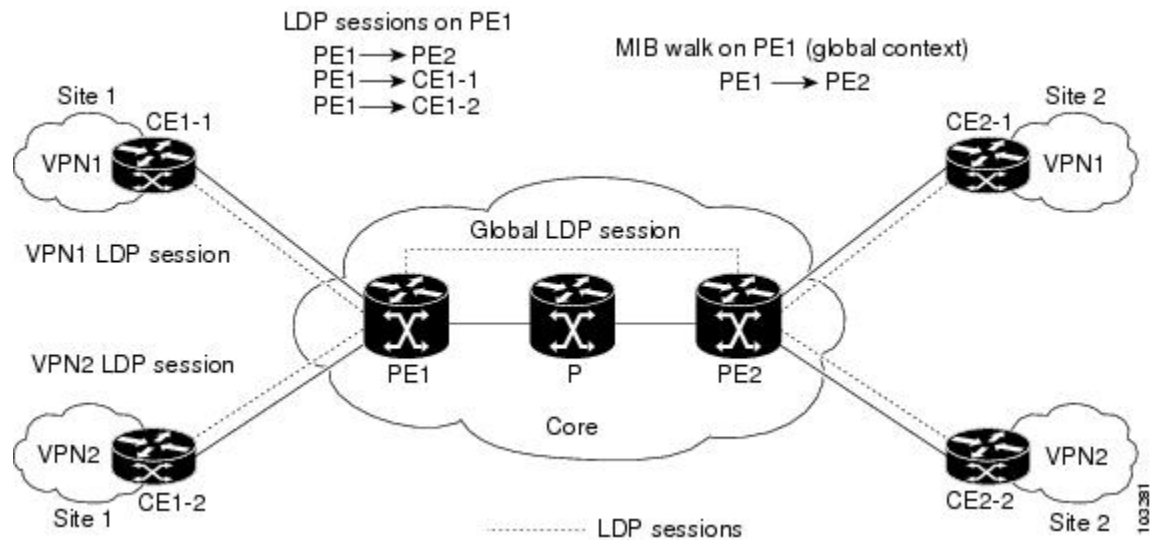 LDP sessions on PE1
PE1 → PE2
PE1 → CE1-1
PE1 → CE1-2
MIB walk on PE1 (global context)
PE1 → PE2
Site 1
CE1-1
VPN1
CE2-1
Site 2
VPN1
VPN1 LDP session
Global LDP session
PE1
P
PE2
VPN2 LDP session
Core
VPN2
CE1-2
Site 1
CE2-2
VPN2
Site 2
LDP sessions
103281